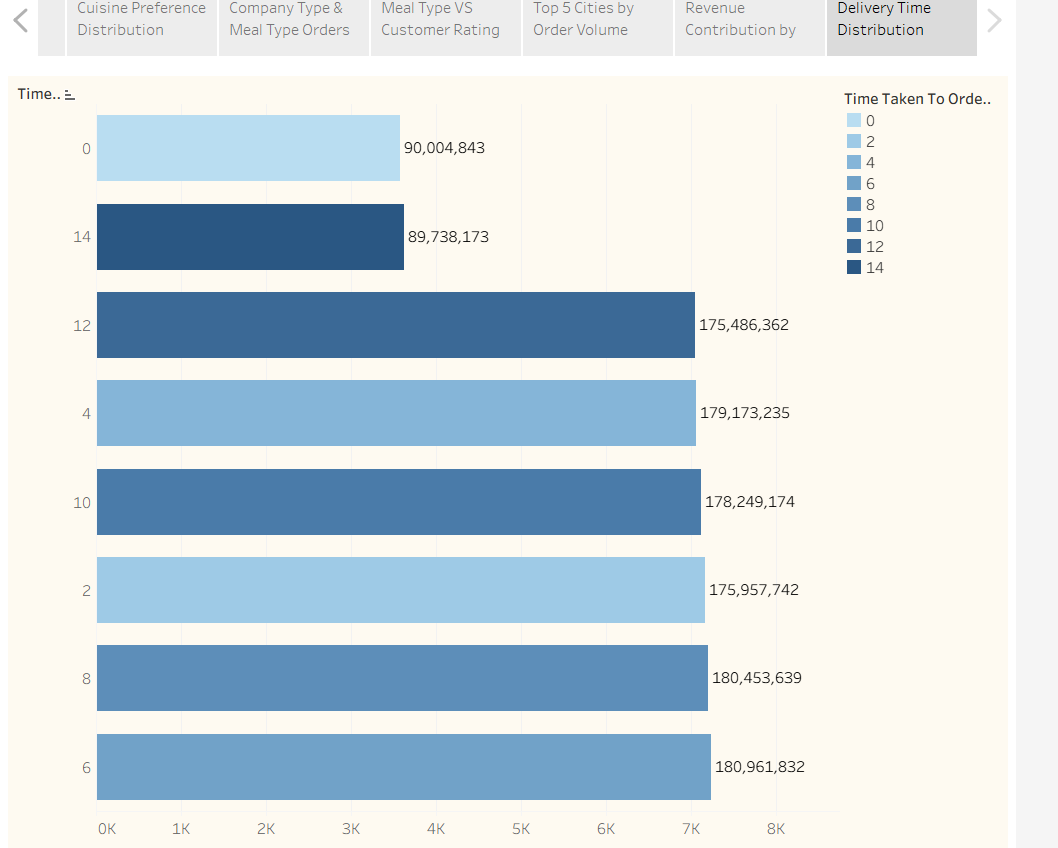 Cuisine Preference
Distribution
Company Type &
Meal Type Orders
Meal Type VS
Customer Rating
Top 5 Cities by
Order Volume
Revenue
Contribution by
Delivery Time
Distribution
Time..
Time Taken To Orde..
0
2
4
6
8
10
12
14
0 90,004,843
14 89,738,173
12 175,486,362
4 179,173,235
10 178,249,174
2 175,957,742
8 180,453,639
6 180,961,832
0K 1K 2K 3K 4K 5K 6K 7K 8K